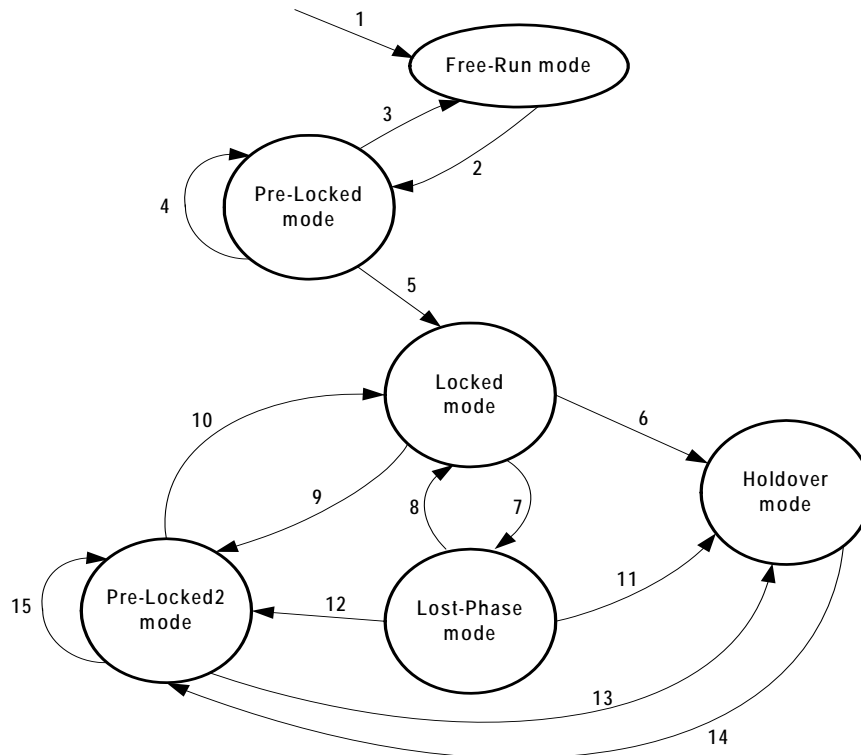 1
Free-Run mode
3
2
Pre-Locked
mode
4
5
Locked
mode
10
6
Holdover
mode
9
8
7
11
15
Pre-Locked2
mode
12
Lost-Phase
mode
13
14